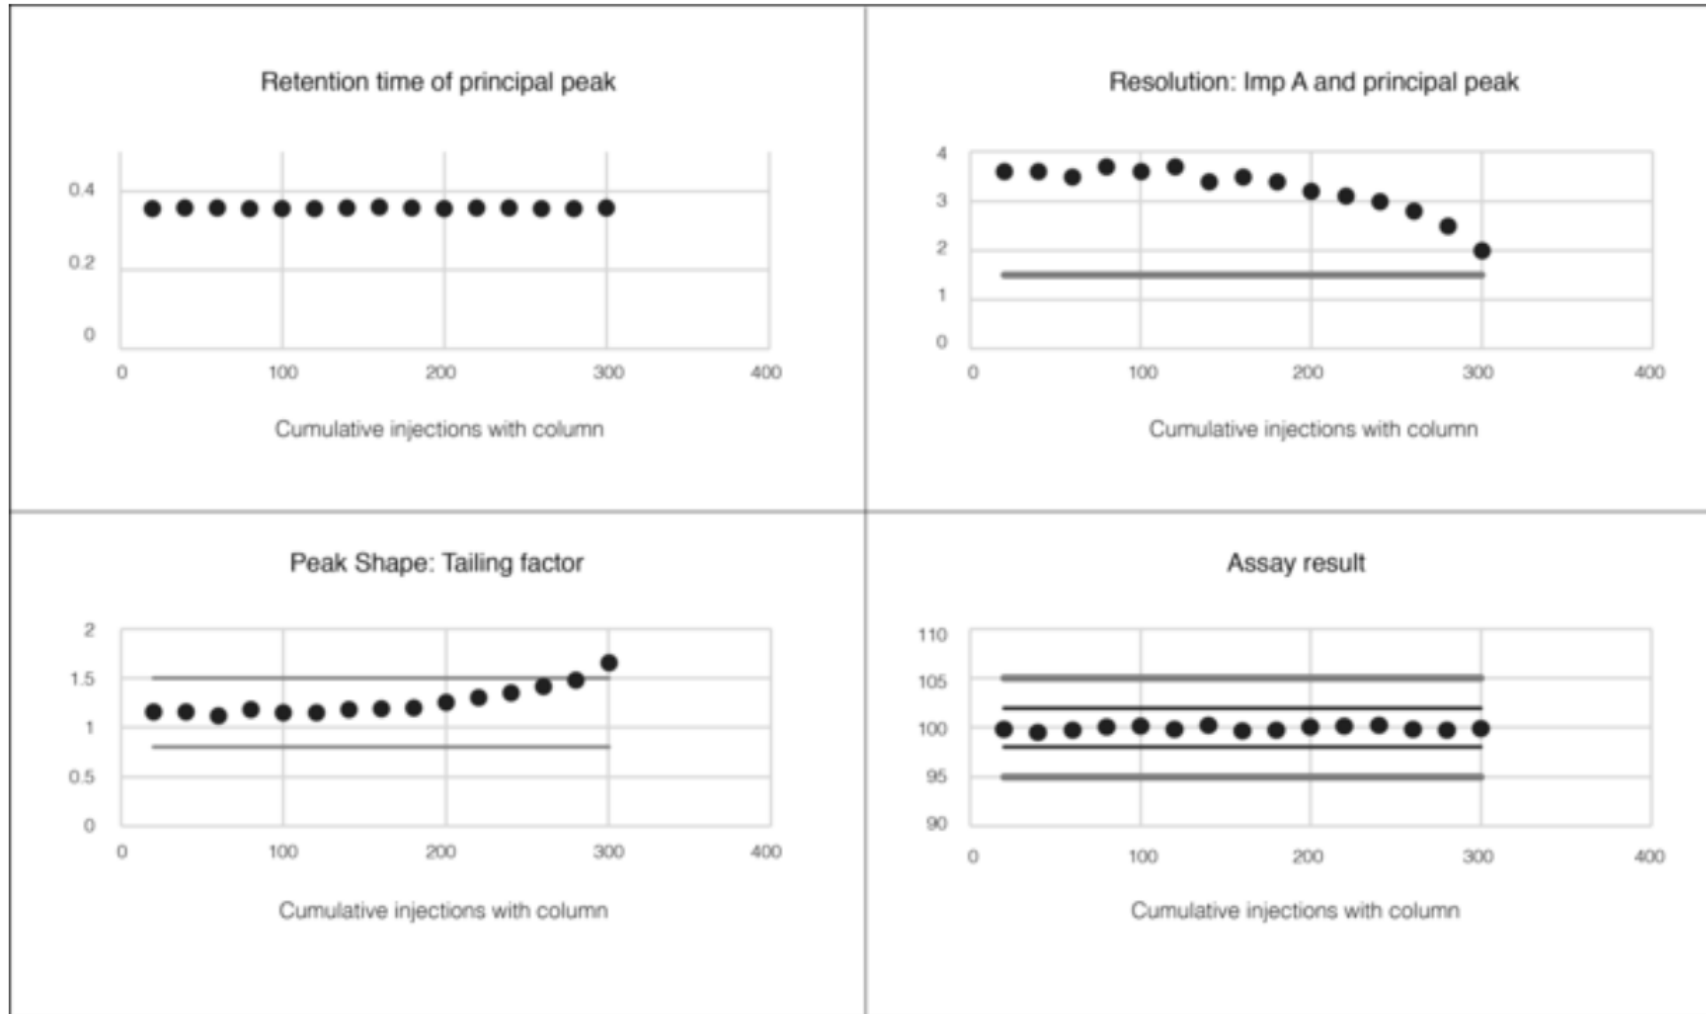 Retention time of principal peak
0.4
0.2
0
0 100 200 300 400
Cumulative injections with column
Resolution: Imp A and principal peak
4
3
2
1
0
0 100 200 300 400
Cumulative injections with column
Peak Shape: Tailing factor
2
1.5
1
0.5
0
0 100 200 300 400
Cumulative injections with column
Assay result
110
105
100
95
90
0 100 200 300 400
Cumulative injections with column